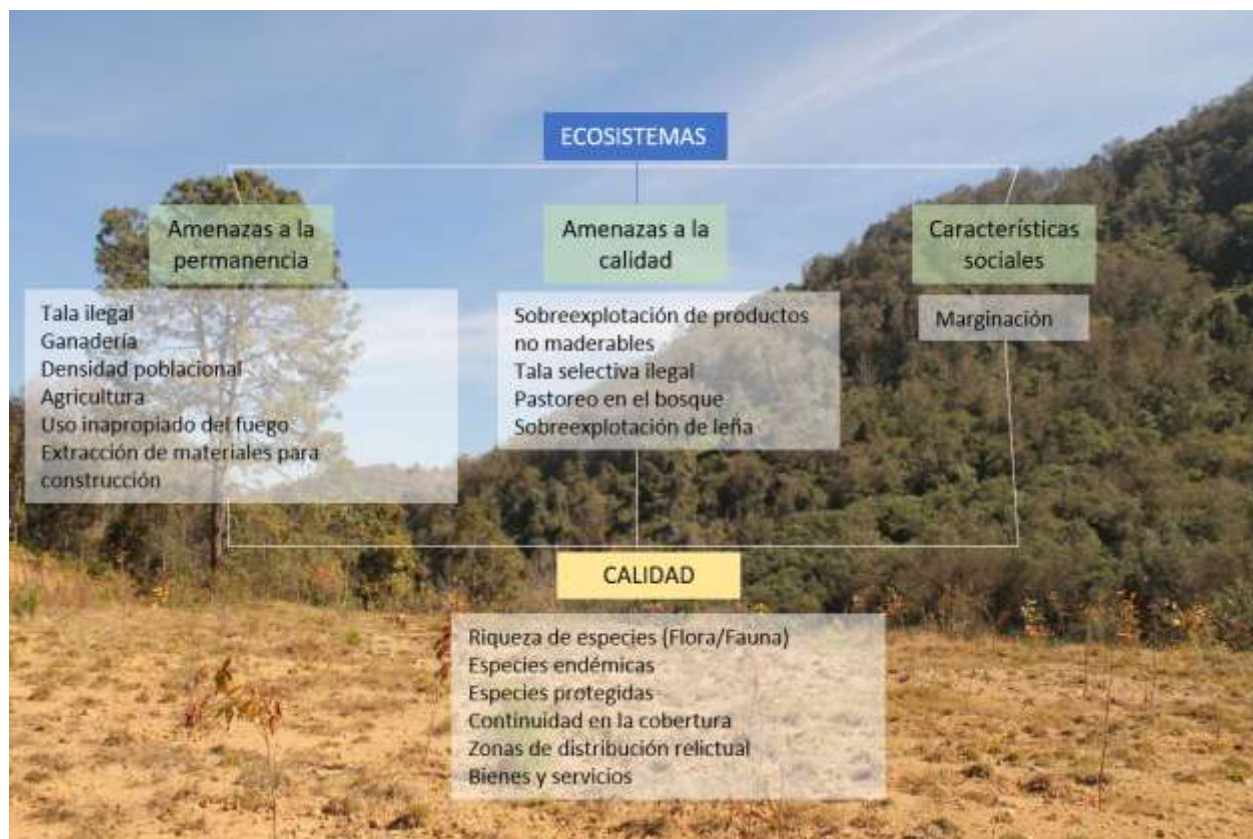 ECOSISTEMAS
Amenazas a la
permanencia
Tala ilegal
Ganadería
Densidad poblacional
Agricultura
Uso inapropiado del fuego
Extracción de materiales para
construcción
Amenazas a la
calidad
Sobreexplotación de productos
no maderables
Tala selectiva ilegal
Pastoreo en el bosque
Sobreexplotación de leña
Características
sociales
Marginación
CALIDAD
Riqueza de especies (Flora/Fauna)
Especies endémicas
Especies protegidas
Continuidad en la cobertura
Zonas de distribución relictual
Bienes y servicios